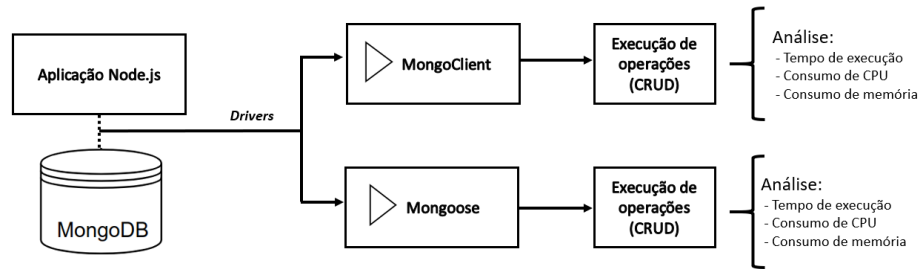 Aplicação Node.js
MongoDB
Drivers
MongoClient
Execução de
operações
(CRUD)
Análise:
- Tempo de execução
- Consumo de CPU
- Consumo de memória
Mongoose
Execução de
operações
(CRUD)
Análise:
- Tempo de execução
- Consumo de CPU
- Consumo de memória